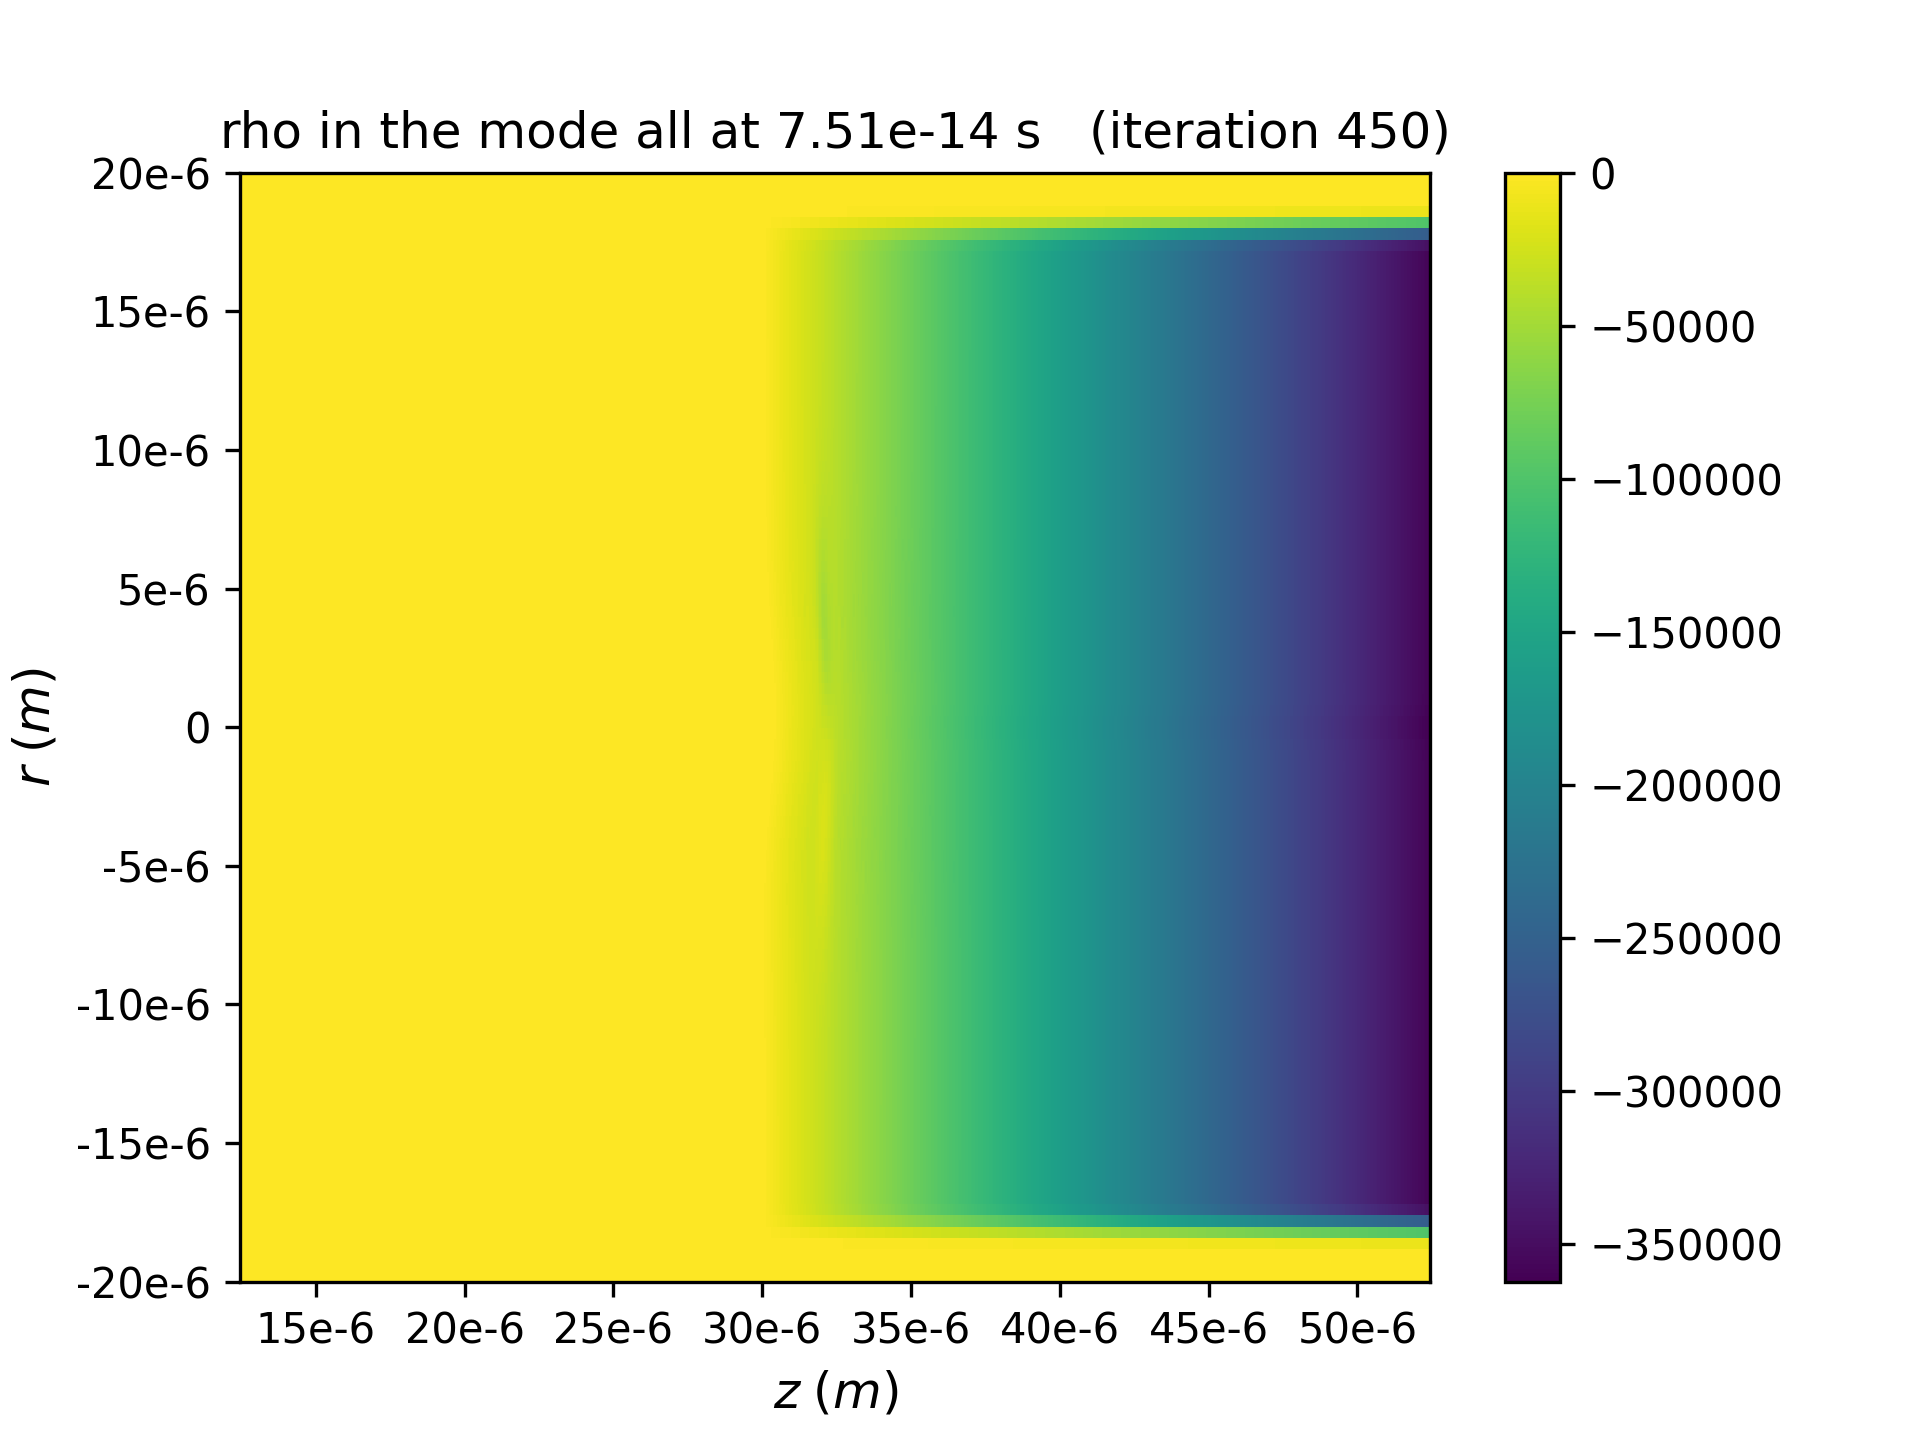 rho in the mode all at 7.51e-14 s   (iteration 450)
20e-6
15e-6
10e-6
5e-6
0
-5e-6
-10e-6
-15e-6
-20e-6
r (m)
15e-6 20e-6 25e-6 30e-6 35e-6 40e-6 45e-6 50e-6
z (m)
0
−50000
−100000
−150000
−200000
−250000
−300000
−350000